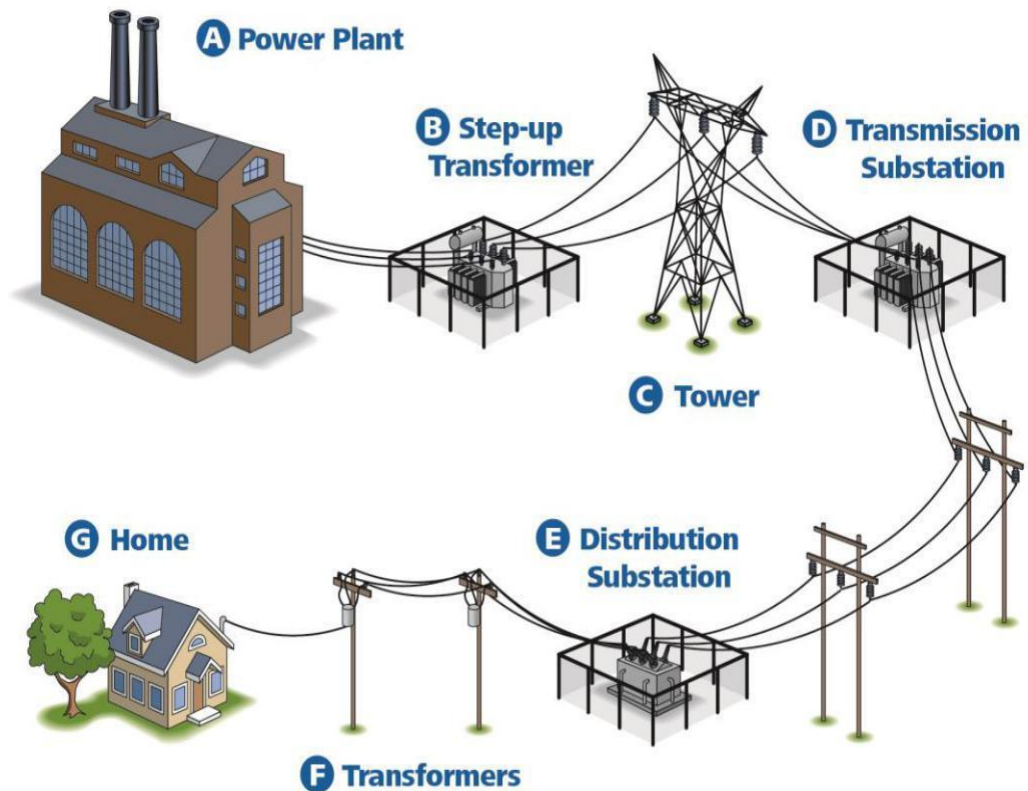 A Power Plant
B Step-up
Transformer
C Tower
D Transmission
Substation
E Distribution
Substation
F Transformers
G Home